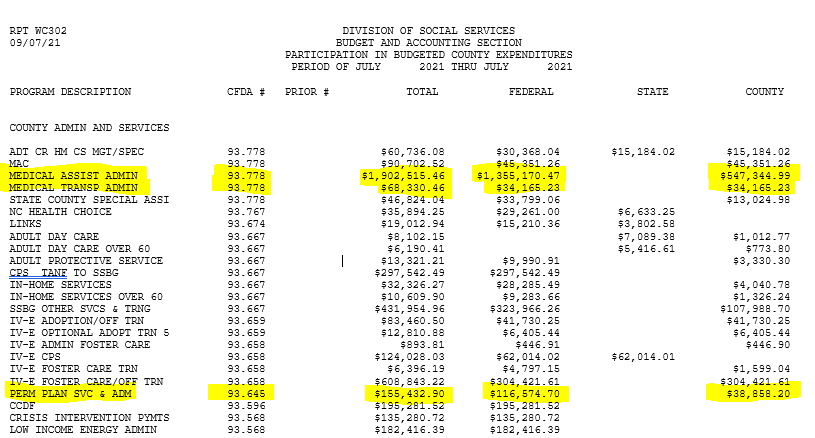 RPT WC302 DIVISION OF SOCIAL SERVICES
09/07/21 BUDGET AND ACCOUNTING SECTION
PARTICIPATION IN BUDGETED COUNTY EXPENDITURES
PERIOD OF JULY 2021 THRU JULY 2021
PROGRAM DESCRIPTION CFDA # PRIOR # TOTAL FEDERAL STATE COUNTY
COUNTY ADMIN AND SERVICES
ADT CR HM CS MGT/SPEC 93.778 $60,736.08 $30,368.04 $15,184.02 $15,184.02
MAC 93.778 $90,702.52 $45,351.26 $45,351.26
MEDICAL ASSIST ADMIN 93.778 $1,902,515.46 $1,355,170.47 $547,344.99
MEDICAL TRANSP ADMIN 93.778 $68,330.46 $34,165.23 $34,165.23
STATE COUNTY SPECIAL ASSI 93.778 $46,824.04 $33,799.06 $13,024.98
NC HEALTH CHOICE 93.767 $35,894.25 $29,261.00 $6,633.25
LINKS 93.674 $19,012.94 $15,210.36 $3,802.58
ADULT DAY CARE 93.667 $8,102.15 $7,089.38 $1,012.77
ADULT DAY CARE OVER 60 93.667 $6,190.41 $5,416.61 $773.80
ADULT PROTECTIVE SERVICE 93.667 $13,321.21 $9,990.91 $3,330.30
CPS TANF TO SSBG 93.667 $297,542.49 $297,542.49
IN-HOME SERVICES 93.667 $32,326.27 $28,285.49 $4,040.78
IN-HOME SERVICES OVER 60 93.667 $10,609.90 $9,283.66 $1,326.24
SSBG OTHER SVCS & TRNG 93.667 $431,954.96 $323,966.26 $107,988.70
IV-E ADOPTION/OFF TRN 93.659 $83,460.50 $41,730.25 $41,730.25
IV-E OPTIONAL ADOPT TRN 5 93.659 $12,810.88 $6,405.44 $6,405.44
IV-E ADMIN FOSTER CARE 93.658 $893.81 $446.91 $446.90
IV-E CPS 93.658 $124,028.03 $62,014.02 $62,014.01
IV-E FOSTER CARE TRN 93.658 $6,396.19 $4,797.15 $1,599.04
IV-E FOSTER CARE/OFF TRN 93.658 $608,843.22 $304,421.61 $304,421.61
PERM PLAN SVC & ADM 93.645 $155,432.90 $116,574.70 $38,858.20
CCDF 93.596 $195,281.52 $195,281.52
CRISIS INTERVENTION PYMTS 93.568 $135,280.72 $135,280.72
LOW INCOME ENERGY ADMIN 93.568 $182,416.39 $182,416.39